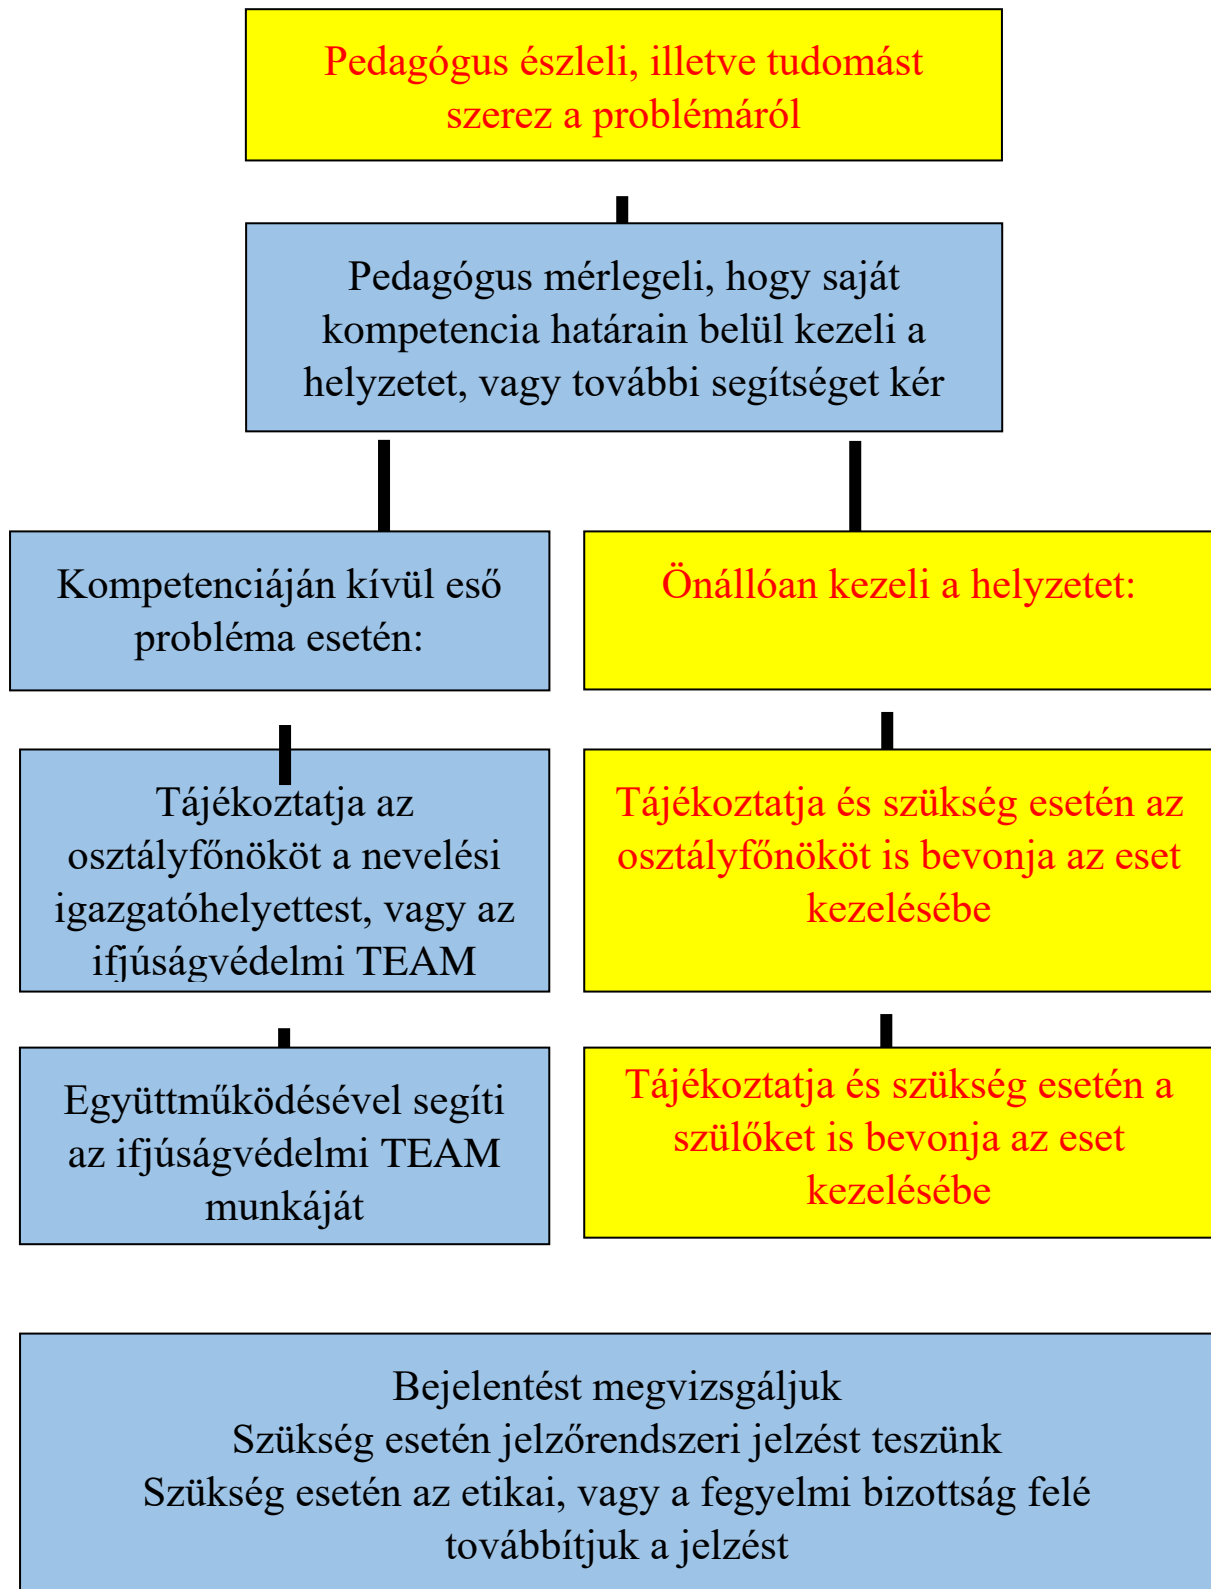 Pedagógus észleli, illetve tudomást
szerez a problémáról
Pedagógus mérlegeli, hogy saját
kompetencia határain belül kezeli a
helyzetet, vagy további segítséget kér
Kompetenciáján kívül eső
probléma esetén:
Önállóan kezeli a helyzetet:
Tájékoztatja az
osztályfőnököt a nevelési
igazgatóhelyettest, vagy az
ifjúságvédelmi TEAM
Tájékoztatja és szükség esetén az
osztályfőnököt is bevonja az eset
kezelésébe
Együttműködésével segíti
az ifjúságvédelmi TEAM
munkáját
Tájékoztatja és szükség esetén a
szülőket is bevonja az eset
kezelésébe
Bejelentést megvizsgáljuk
Szükség esetén jelzőrendszeri jelzést teszünk
Szükség esetén az etikai, vagy a fegyelmi bizottság felé
továbbítjuk a jelzést